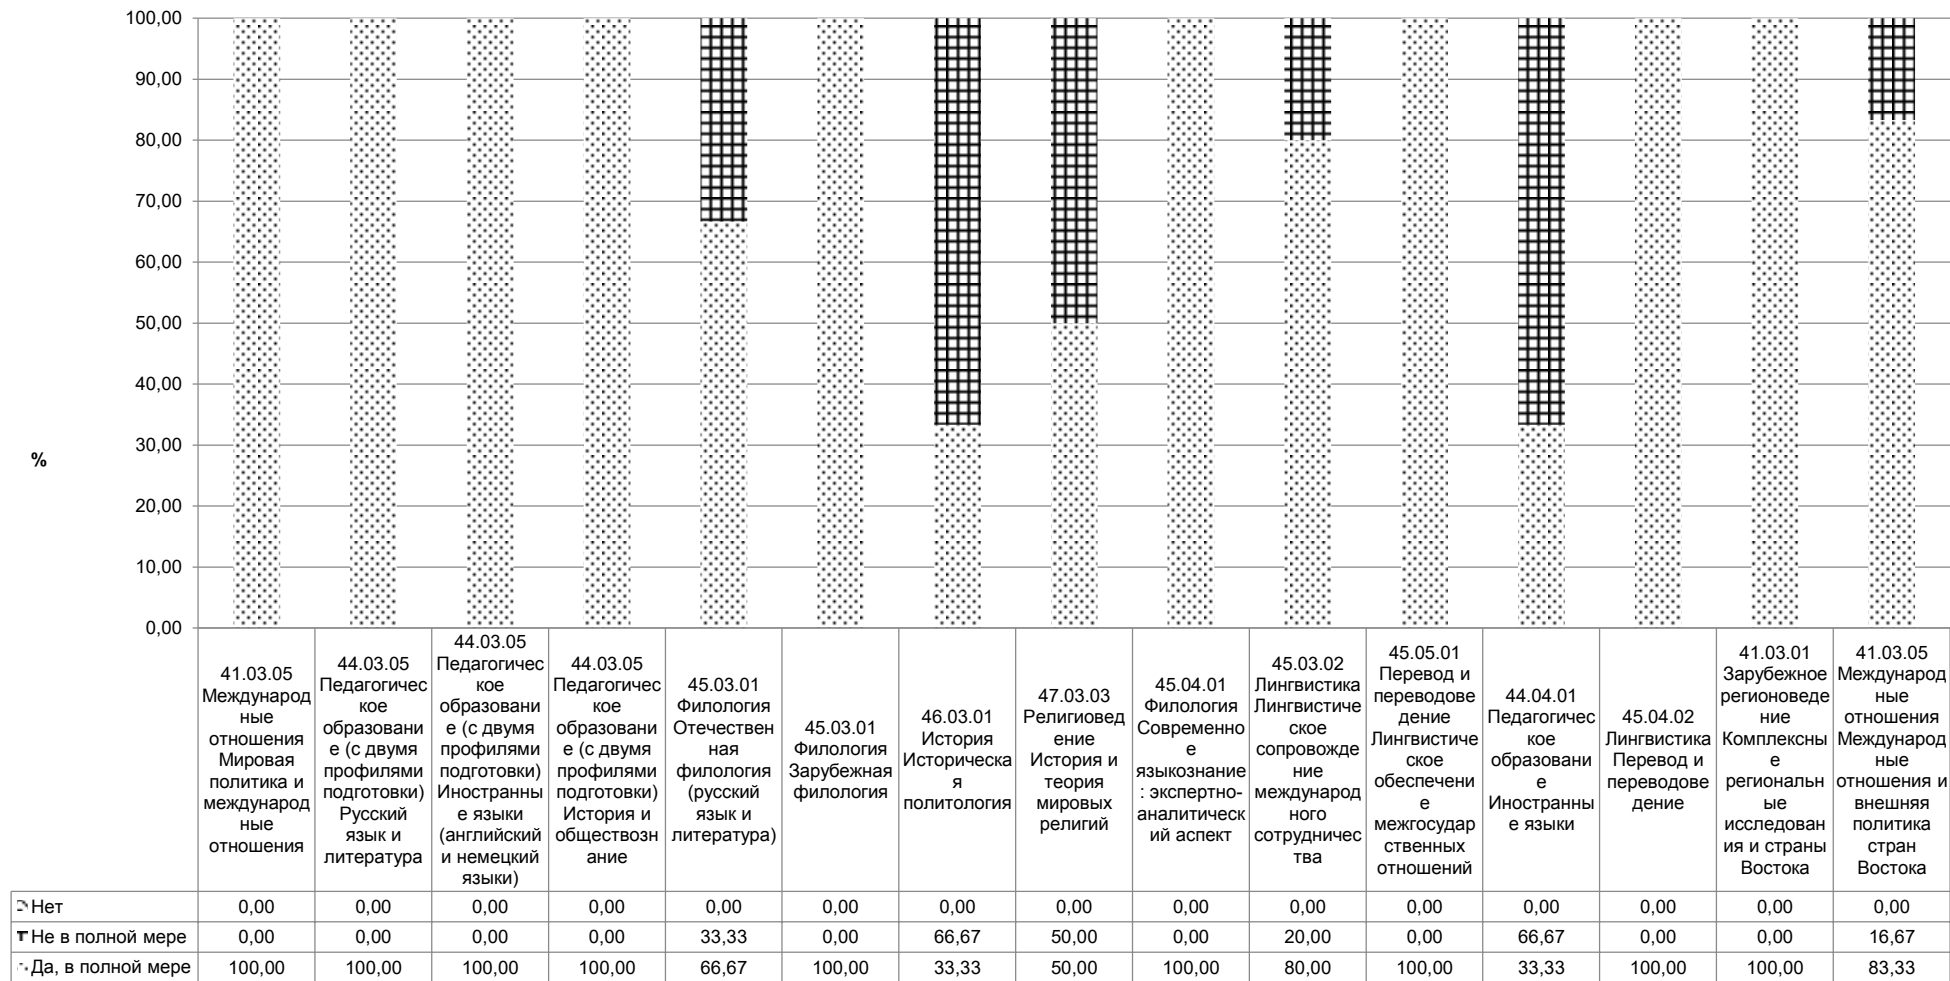 100,00
90,00
80,00
70,00
60,00
50,00
40,00
30,00
20,00
10,00
0,00
%
41.03.05
Международ
ные
отношения
Мировая
политика и
международ
ные
отношения
44.03.05
Педагогичес
кое
образовани
е (с двумя
профилями
подготовки)
Русский
язык и
литература
44.03.05
Педагогичес
кое
образовани
е (с двумя
профилями
подготовки)
Иностранны
е языки
(английский
и немецкий
языки)
44.03.05
Педагогичес
кое
образовани
е (с двумя
профилями
подготовки)
История и
обществозн
ание
45.03.01
Филология
Отечествен
ная
филология
(русский
язык и
литература)
45.03.01
Филология
Зарубежная
филология
46.03.01
История
Историческа
я
политология
47.03.03
Религиовед
ение
История и
теория
мировых
религий
45.04.01
Филология
Современно
е
языкознание
: экспертно-
аналитическ
ий аспект
45.03.02
Лингвистика
Лингвистиче
ское
сопровожде
ние
международ
ного
сотрудничес
тва
45.05.01
Перевод и
переводове
дение
Лингвистиче
ское
обеспечени
е
межгосудар
ственных
отношений
44.04.01
Педагогичес
кое
образовани
е
Иностранны
е языки
45.04.02
Лингвистика
Перевод и
переводове
дение
41.03.01
Зарубежное
регионоведе
ние
Комплексны
е
региональн
ые
исследован
ия и страны
Востока
41.03.05
Международ
ные
отношения
Международ
ные
отношения и
внешняя
политика
стран
Востока
Нет 0,00 0,00 0,00 0,00 0,00 0,00 0,00 0,00 0,00 0,00 0,00 0,00 0,00 0,00 0,00
Не в полной мере 0,00 0,00 0,00 0,00 33,33 0,00 66,67 50,00 0,00 20,00 0,00 66,67 0,00 0,00 16,67
Да, в полной мере 100,00 100,00 100,00 100,00 66,67 100,00 33,33 50,00 100,00 80,00 100,00 33,33 100,00 100,00 83,33